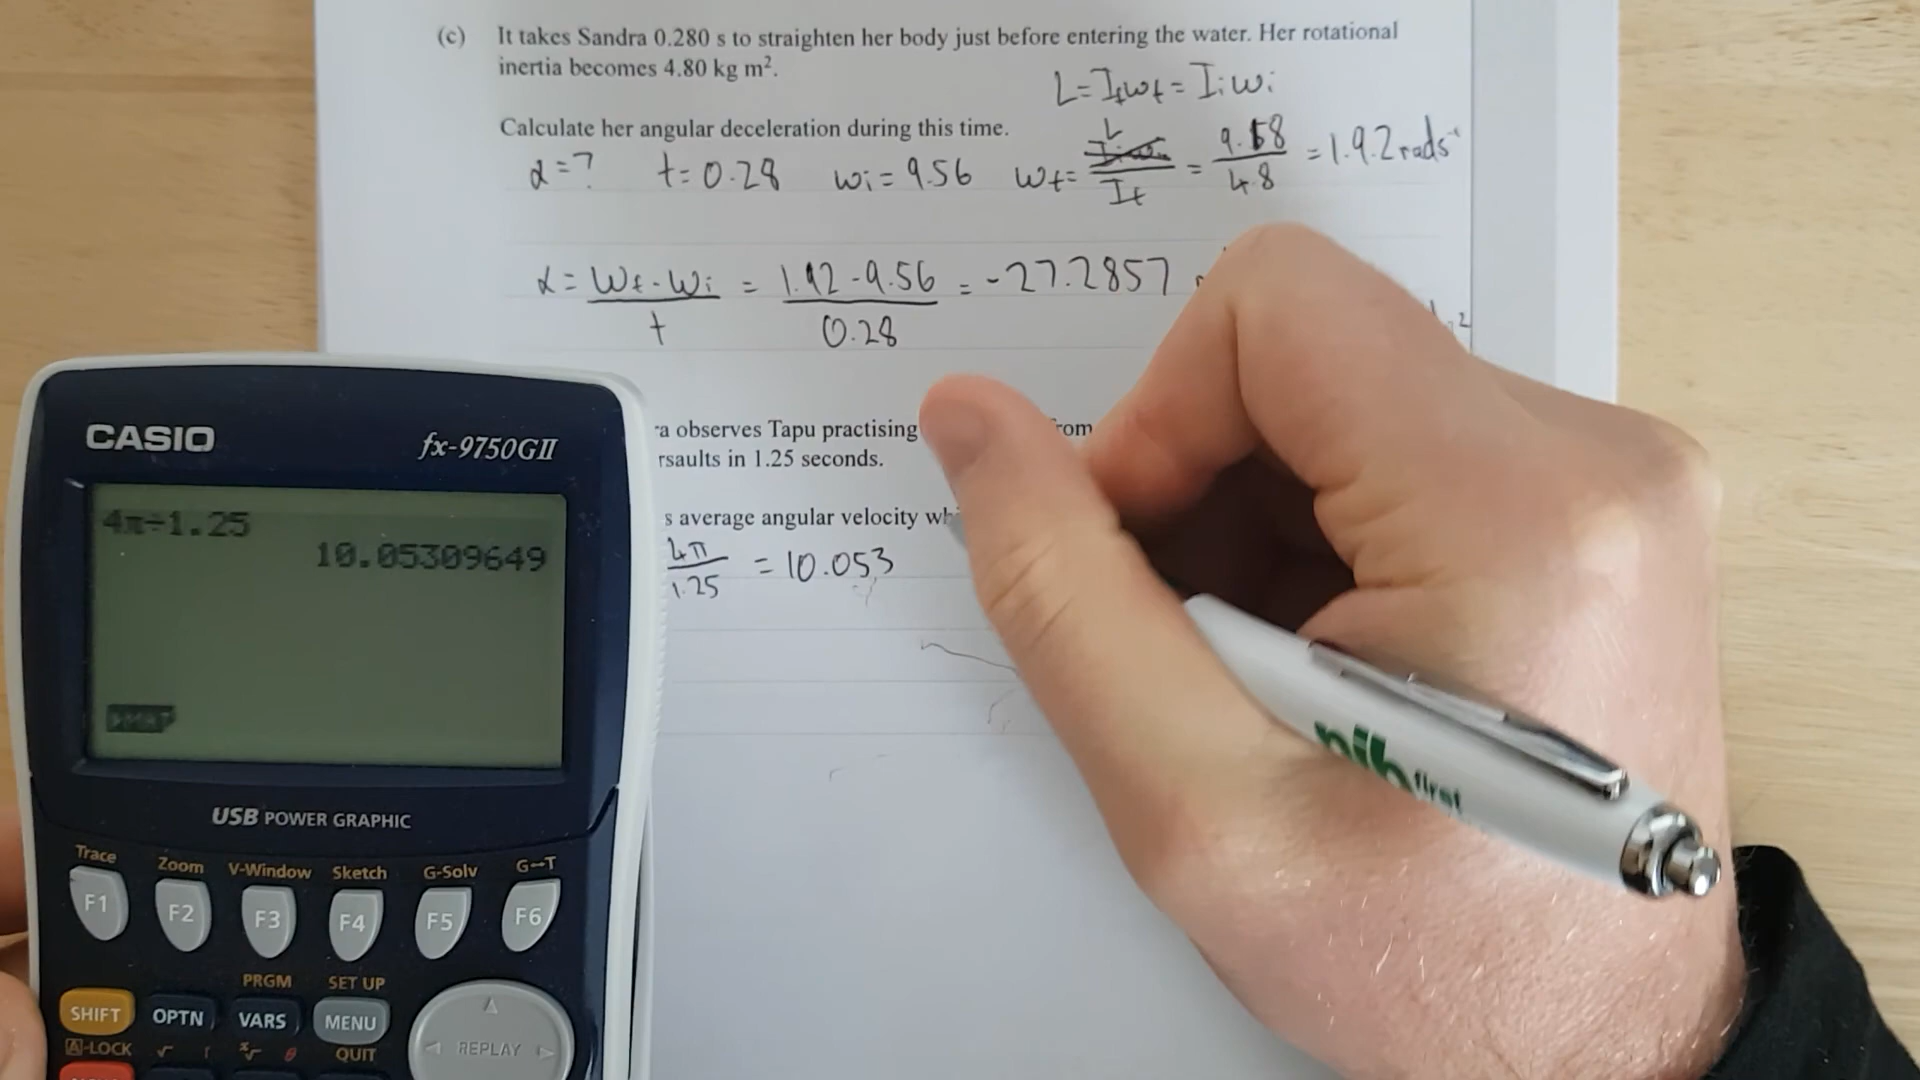 (c) It takes Sandra 0.280 s to straighten her body just before entering the water. Her rotational
inertia becomes 4.80 kg m².
L=Ifωf=Iiωi
Calculate her angular deceleration during this time.
α=? t=0.28 ωi=9.56 ωf= L/If = 9.18/4.8 =1.92 rads⁻¹
α= ωf-ωi/t = 1.92-9.56/0.28 = -27.2857
observes Tapu practising
in 1.25 seconds.
average angular velocity
4π/1.25 = 10.053
CASIO
fx-9750GII
4π÷1.25
10.05309649
USB POWER GRAPHIC
Trace Zoom V-Window Sketch G-Solv G↔T
F1 F2 F3 F4 F5 F6
PRGM SET UP
SHIFT OPTN VARS MENU
A-LOCK √ QUIT
REPLAY
nib first